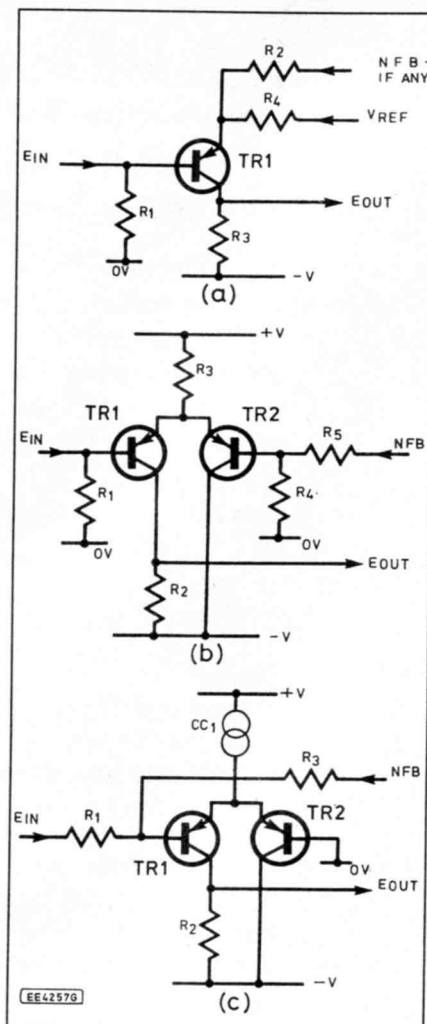 R2
NFB
IF ANY
R4
VREF
EIN
TR1
R1
EOUT
R3
0V
-V
(a)
+V
R3
TR1
TR2
EIN
R5
NFB
R1
R4
0V
0V
EOUT
R2
-V
(b)
+V
CC1
R3
NFB
EIN
R1
TR2
TR1
0V
EOUT
R2
-V
EE4257G
(c)